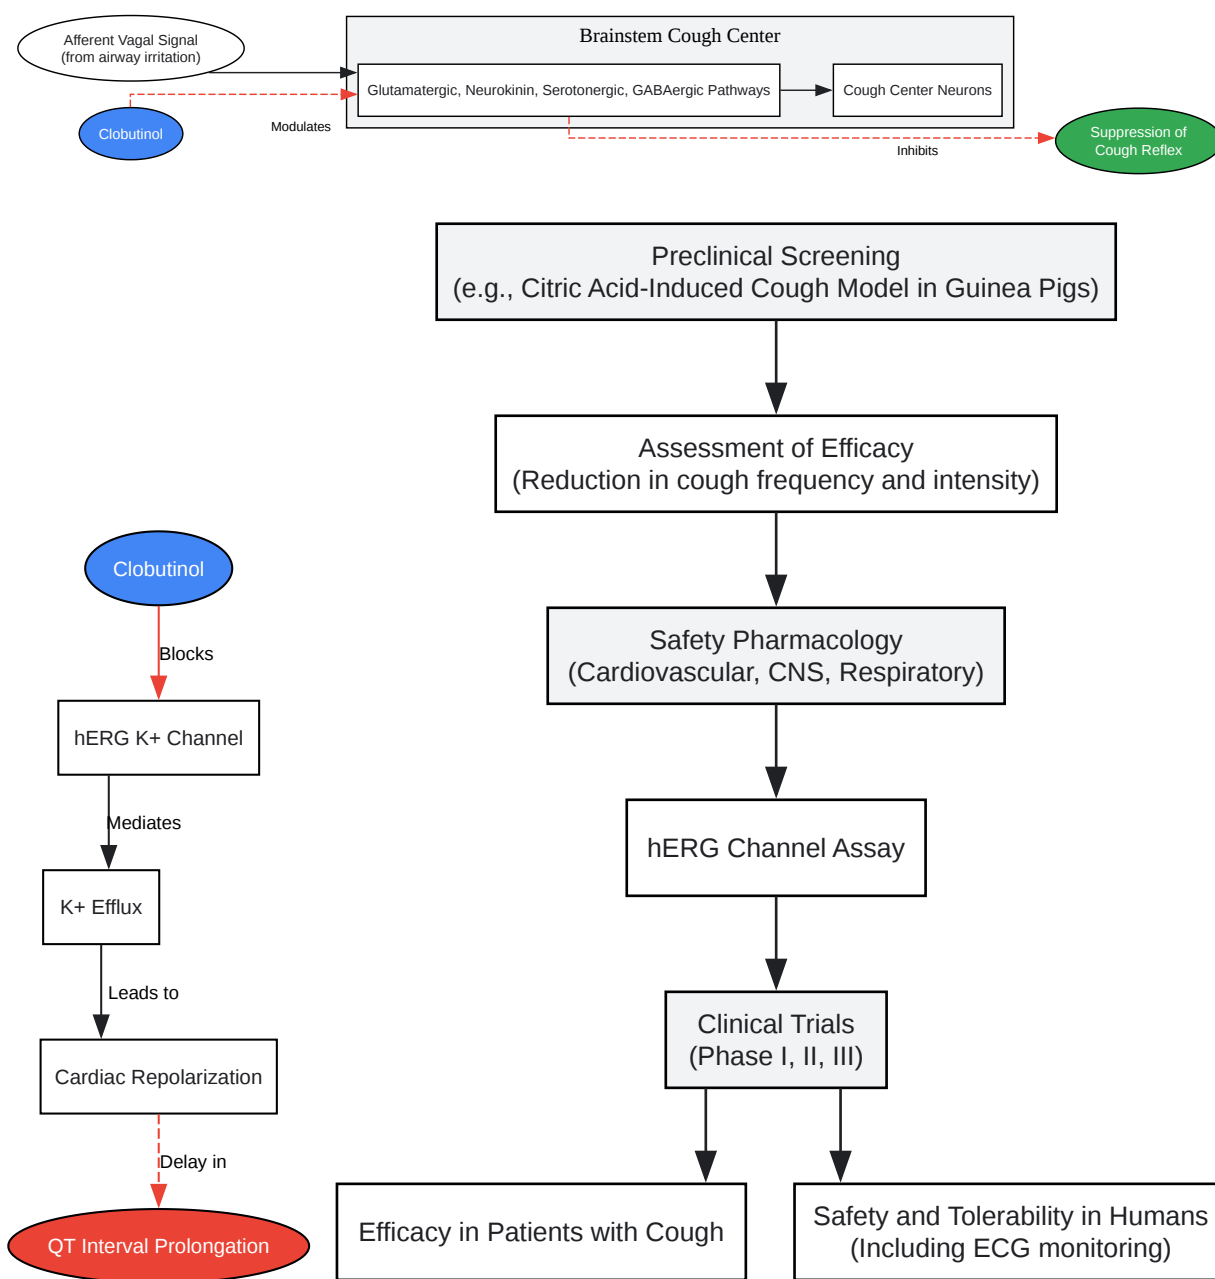 Afferent Vagal Signal
(from airway irritation)
Brainstem Cough Center
Glutamatergic, Neurokinin, Serotonergic, GABAergic Pathways
Cough Center Neurons
Clobutinol
Modulates
Inhibits
Suppression of
Cough Reflex
Preclinical Screening
(e.g., Citric Acid-Induced Cough Model in Guinea Pigs)
Assessment of Efficacy
(Reduction in cough frequency and intensity)
Safety Pharmacology
(Cardiovascular, CNS, Respiratory)
hERG Channel Assay
Clinical Trials
(Phase I, II, III)
Efficacy in Patients with Cough
Safety and Tolerability in Humans
(Including ECG monitoring)
Clobutinol
Blocks
hERG K+ Channel
Mediates
K+ Efflux
Leads to
Cardiac Repolarization
Delay in
QT Interval Prolongation